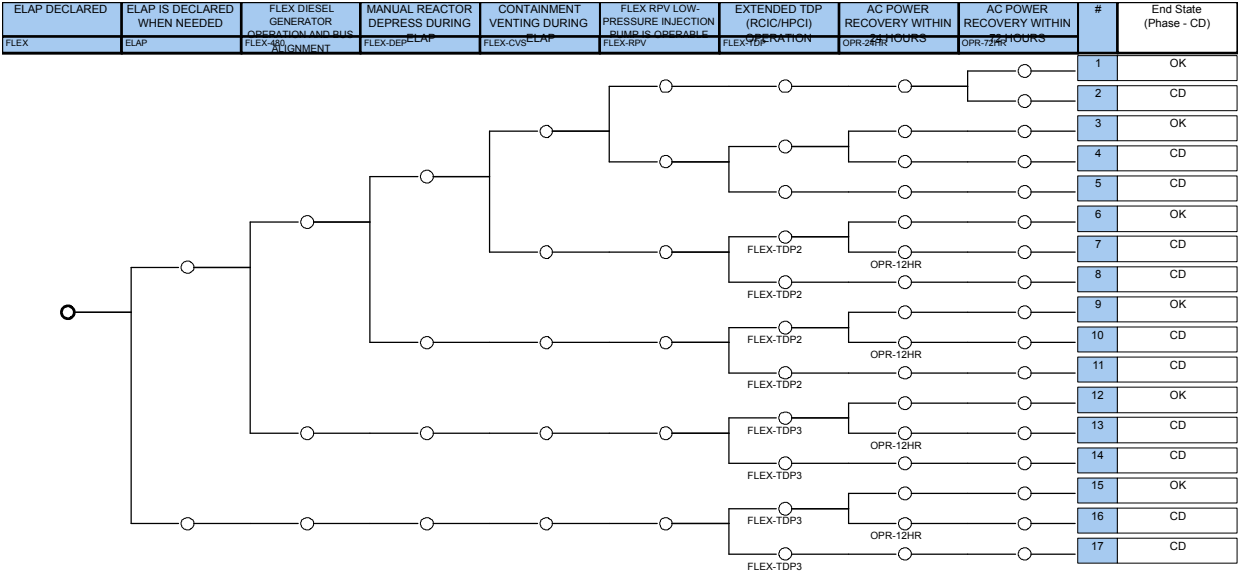 ELAP DECLARED
FLEX
ELAP IS DECLARED
WHEN NEEDED
ELAP
FLEX DIESEL
GENERATOR
OPERATION AND BUS
ALIGNMENT
FLEX-480
MANUAL REACTOR
DEPRESS DURING
ELAP
FLEX-DEP
CONTAINMENT
VENTING DURING
ELAP
FLEX-CVS
FLEX RPV LOW-
PRESSURE INJECTION
PUMP IS OPERABLE
FLEX-RPV
EXTENDED TDP
(RCIC/HPCI)
OPERATION
FLEX-TDP
AC POWER
RECOVERY WITHIN
24 HOURS
OPR-24HR
AC POWER
RECOVERY WITHIN
72 HOURS
OPR-72HR
#
End State
(Phase - CD)
1 OK
2 CD
3 OK
4 CD
5 CD
6 OK
FLEX-TDP2
7 CD
OPR-12HR
8 CD
FLEX-TDP2
9 OK
FLEX-TDP2
10 CD
OPR-12HR
11 CD
FLEX-TDP2
12 OK
FLEX-TDP3
13 CD
OPR-12HR
14 CD
FLEX-TDP3
15 OK
FLEX-TDP3
16 CD
OPR-12HR
17 CD
FLEX-TDP3